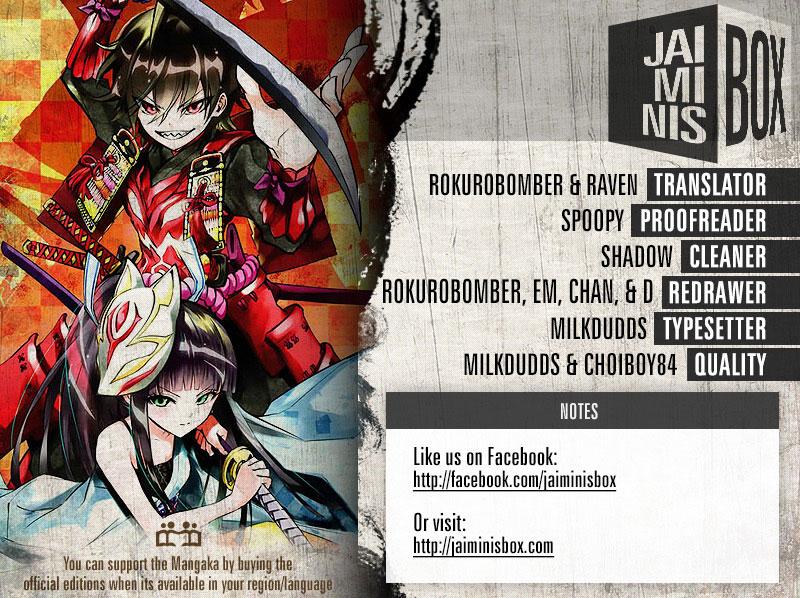 JAI
MI
NIS
BOX
ROKUROBOMBER & RAVEN TRANSLATOR
SPOOPY PROOFREADER
SHADOW CLEANER
ROKUROBOMBER, EM, CHAN, & D REDRAWER
MILKDUDDS TYPESETTER
MILKDUDDS & CHOIBOY84 QUALITY
NOTES
Like us on Facebook:
http://facebook.com/jaiminisbox
Or visit:
http://jaiminisbox.com
You can support the Mangaka by buying the
official editions when its available in your region/language